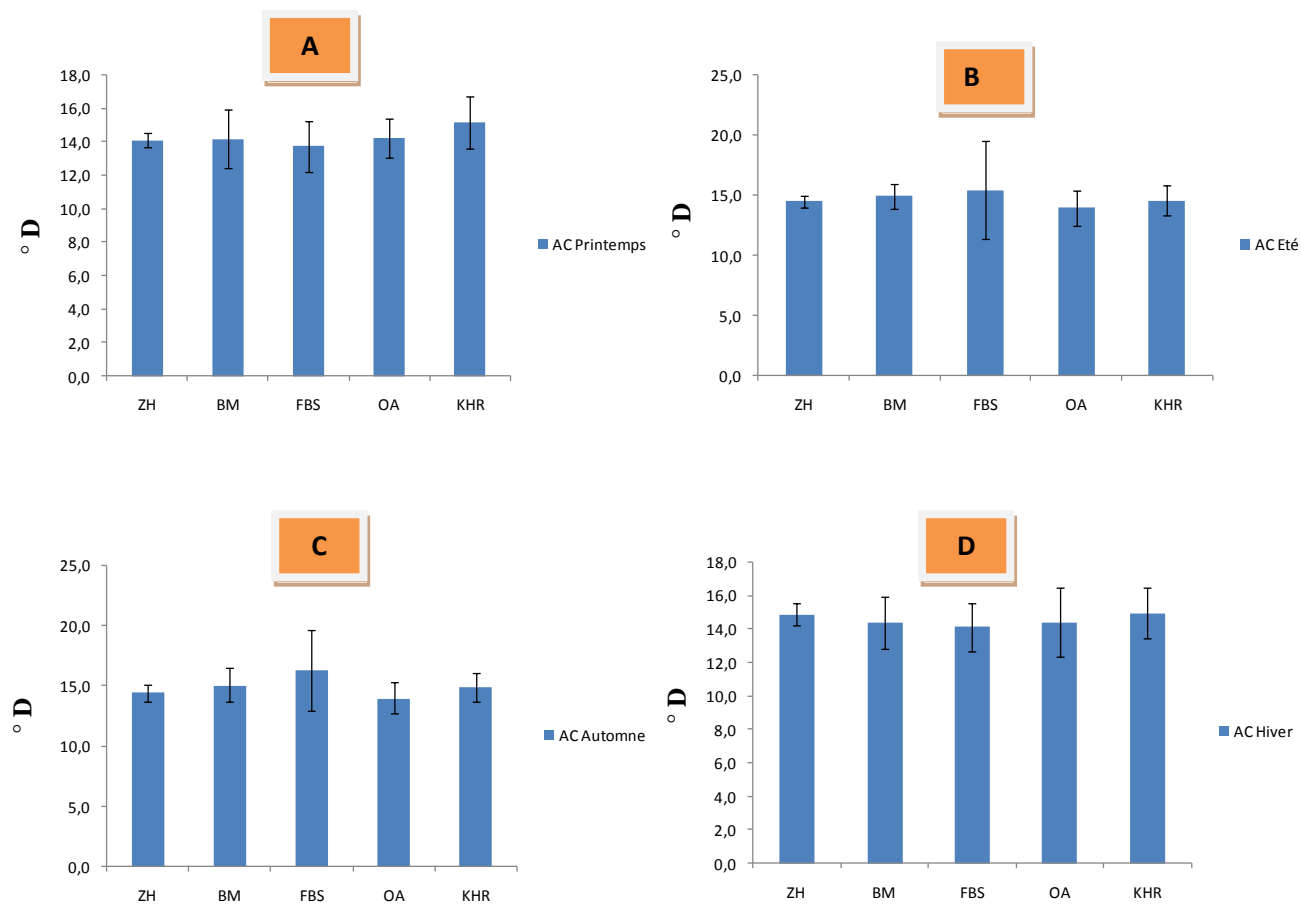 A
18,0
16,0
14,0
12,0
10,0
8,0
6,0
4,0
2,0
0,0
° D
ZH BM FBS OA KHR
AC Printemps
B
25,0
20,0
15,0
10,0
5,0
0,0
° D
ZH BM FBS OA KHR
AC Eté
C
25,0
20,0
15,0
10,0
5,0
0,0
° D
ZH BM FBS OA KHR
AC Automne
D
18,0
16,0
14,0
12,0
10,0
8,0
6,0
4,0
2,0
0,0
° D
ZH BM FBS OA KHR
AC Hiver